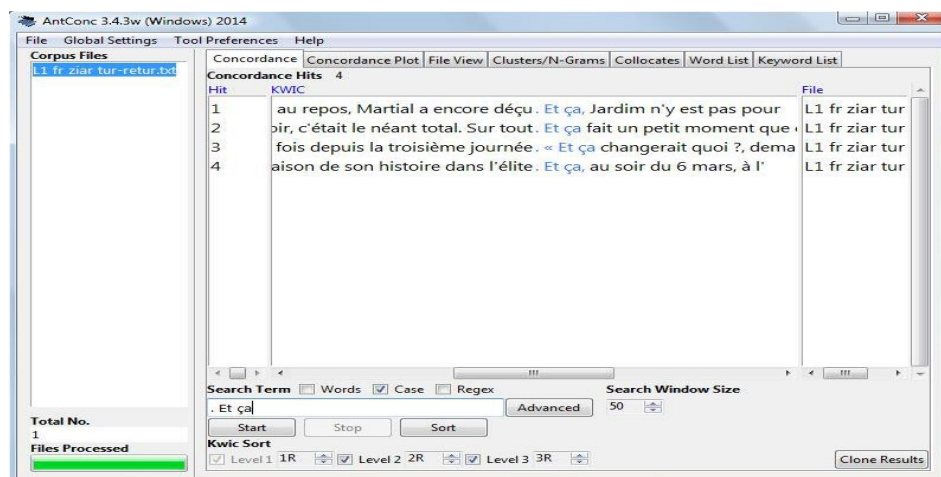 AntConc 3.4.3w (Windows) 2014
File Global Settings Tool Preferences Help
Corpus Files
L1 fr ziar tur-retur.txt
Concordance Concordance Plot File View Clusters/N-Grams Collocates Word List Keyword List
Concordance Hits 4
Hit KWIC File
1 au repos, Martial a encore déçu. Et ça, Jardim n'y est pas pour L1 fr ziar tur
2 oir, c'était le néant total. Sur tout. Et ça fait un petit moment que L1 fr ziar tur
3 fois depuis la troisième journée. « Et ça changerait quoi ?, dema L1 fr ziar tur
4 aison de son histoire dans l'élite. Et ça, au soir du 6 mars, à l' L1 fr ziar tur
Search Term Words Case Regex Search Window Size
. Et ça Advanced 50
Total No.
1
Files Processed
Start Stop Sort
Kwic Sort
Level 1 1R Level 2 2R Level 3 3R Clone Results